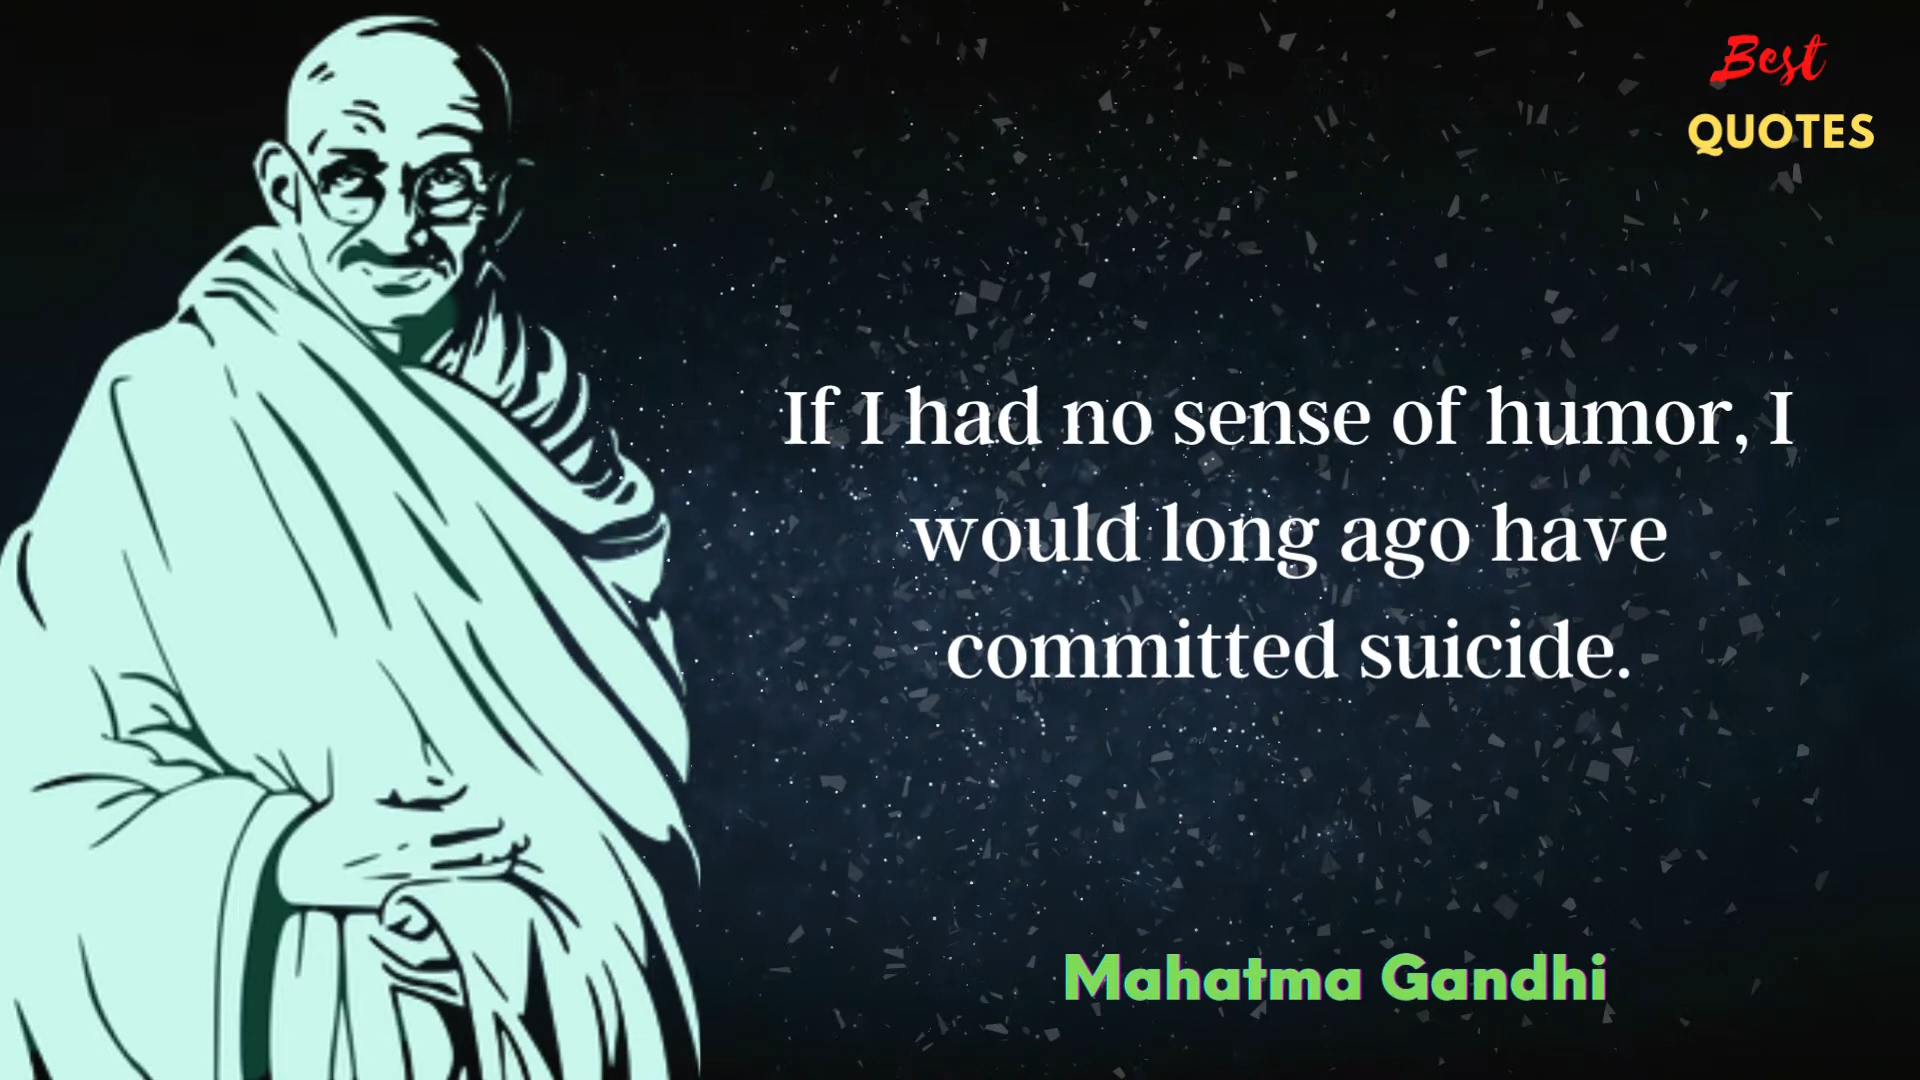 Best
QUOTES
If I had no sense of humor, I
would long ago have
committed suicide.
Mahatma Gandhi